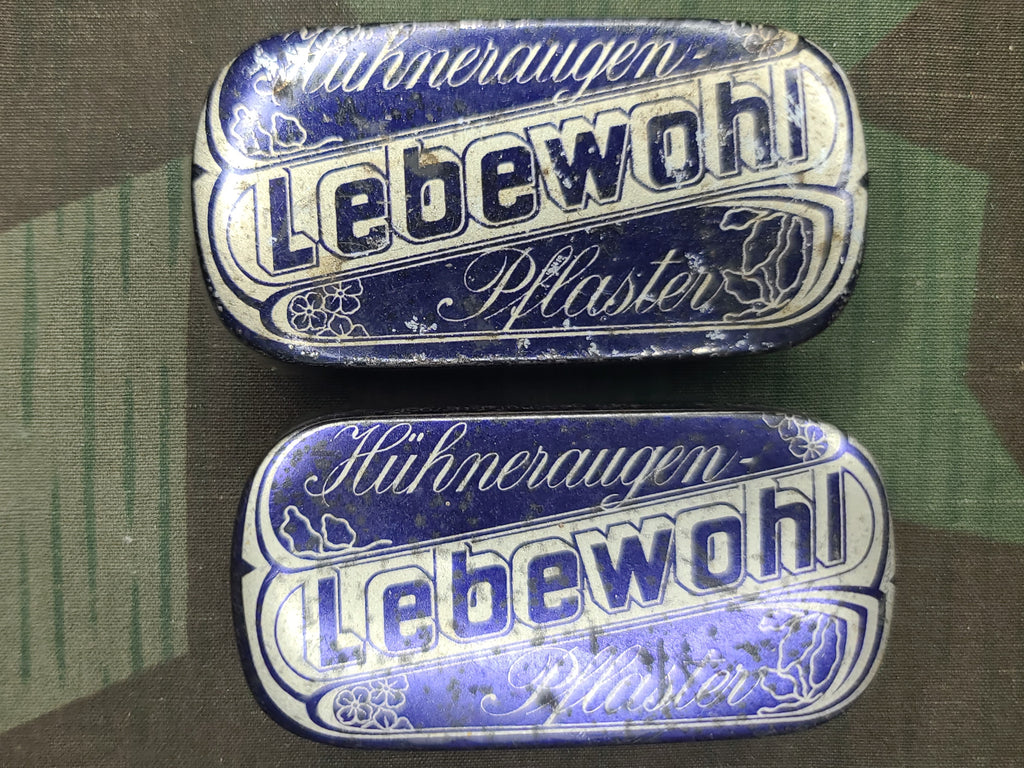 Hühneraugen-
Lebewohl
Pflaster
Hühneraugen-
Lebewohl
Pflaster